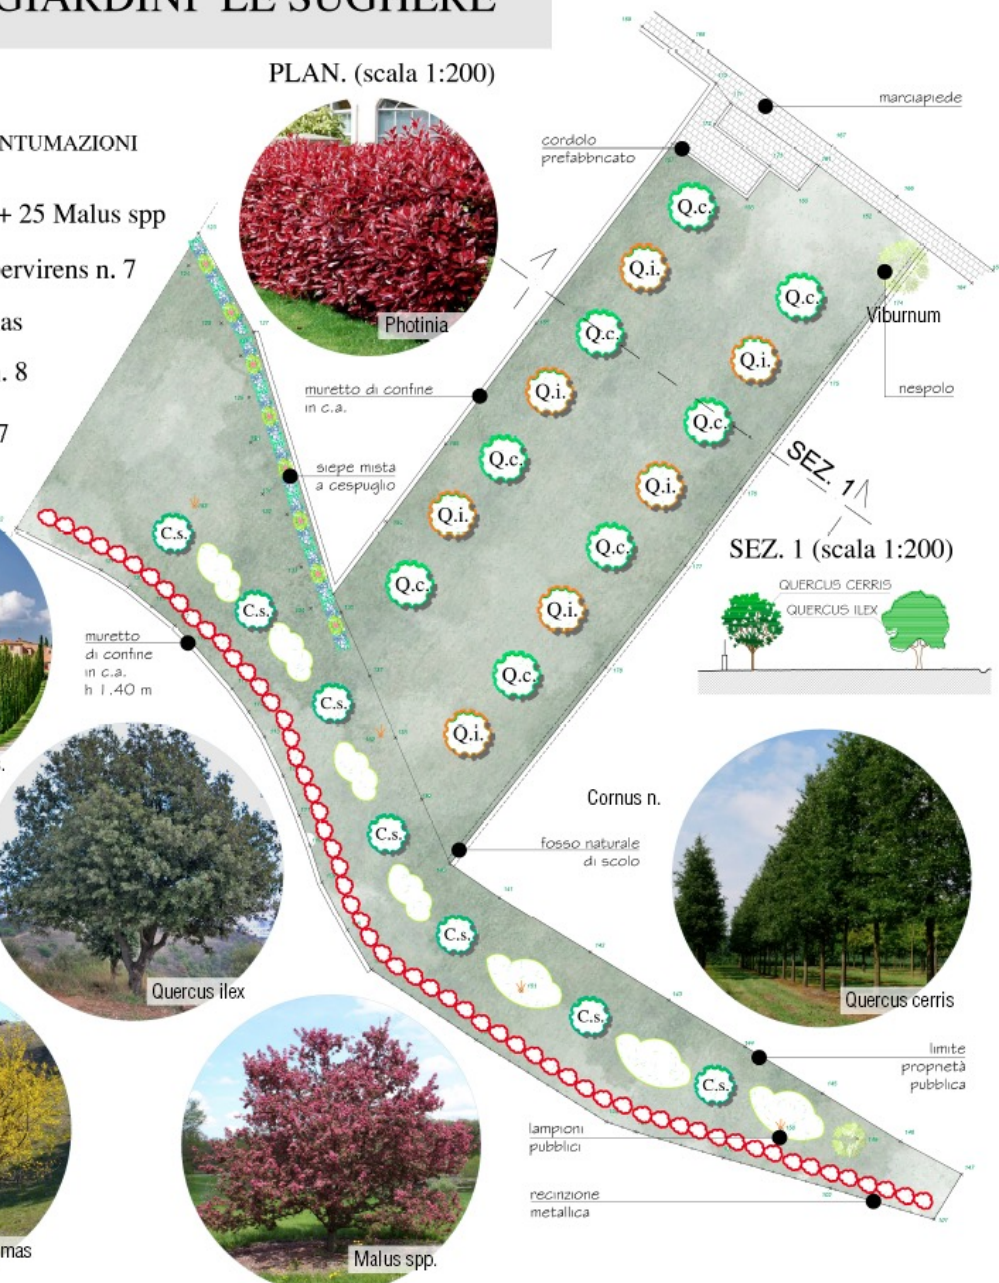 GIARDINI LE SUGHERE
PLAN. (scala 1:200)
NTUMAZIONI
+ 25 Malus spp
pervirens n. 7
as
. 8
7
Photinia
marciapiede
cordolo
prefabbricato
Viburnum
nespolo
muretto di confine
in c.a.
siepe mista
a cespuglio
Q.c.
Q.i.
Q.c.
Q.i.
Q.c.
Q.i.
Q.c.
Q.c.
Q.i.
Q.c.
Q.i.
Q.c.
Q.i.
Q.c.
Q.i.
SEZ. 1
SEZ. 1 (scala 1:200)
QUERCUS CERRIS
QUERCUS ILEX
C.s.
C.s.
C.s.
C.s.
C.s.
C.s.
C.s.
muretto
di confine
in c.a.
h 1.40 m
s.
Cornus n.
fosso naturale
di scolo
Quercus ilex
Quercus cerris
limite
proprietà
pubblica
lampioni
pubblici
recinzione
metallica
mas
Malus spp.